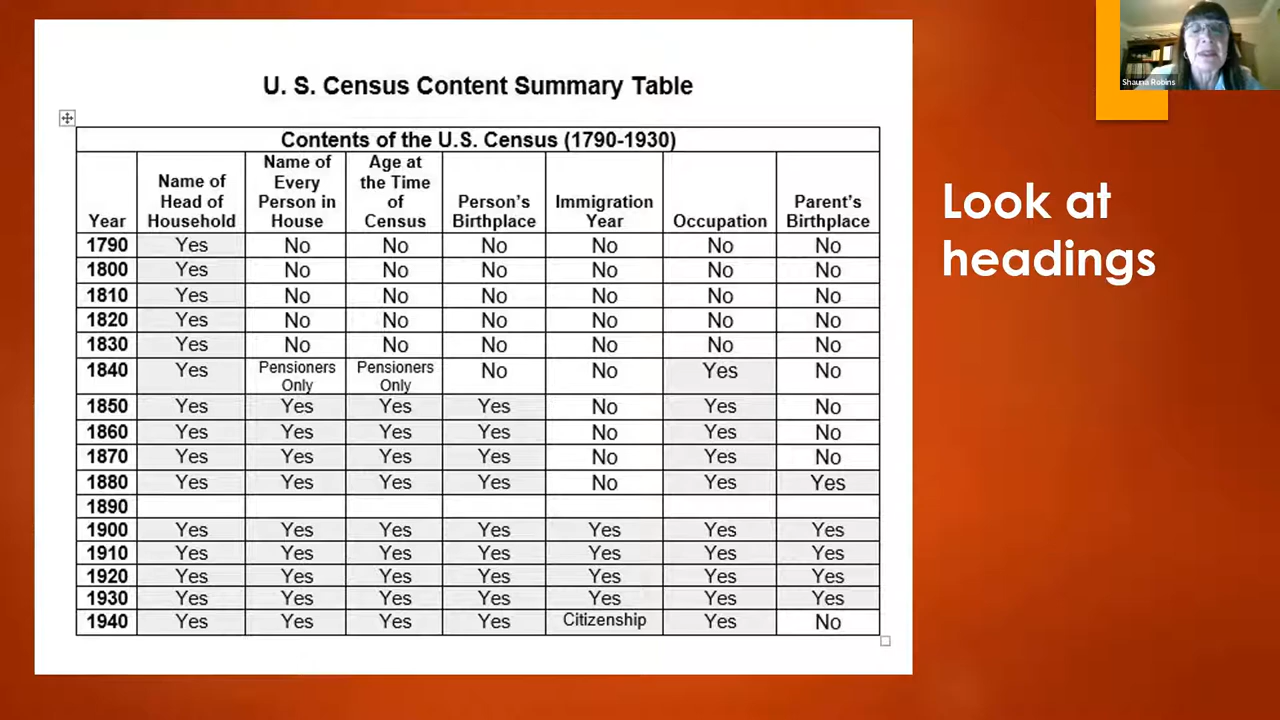 U. S. Census Content Summary Table
Contents of the U.S. Census (1790-1930)
Year Name of Head of Household Name of Every Person in House Age at the Time of Census Person's Birthplace Immigration Year Occupation Parent's Birthplace
1790 Yes No No No No No No
1800 Yes No No No No No No
1810 Yes No No No No No No
1820 Yes No No No No No No
1830 Yes No No No No No No
1840 Yes Pensioners Only Pensioners Only No No Yes No
1850 Yes Yes Yes Yes No Yes No
1860 Yes Yes Yes Yes No Yes No
1870 Yes Yes Yes Yes No Yes No
1880 Yes Yes Yes Yes No Yes Yes
1890
1900 Yes Yes Yes Yes Yes Yes Yes
1910 Yes Yes Yes Yes Yes Yes Yes
1920 Yes Yes Yes Yes Yes Yes Yes
1930 Yes Yes Yes Yes Yes Yes Yes
1940 Yes Yes Yes Yes Citizenship Yes No
Look at
headings
Shauna Robins